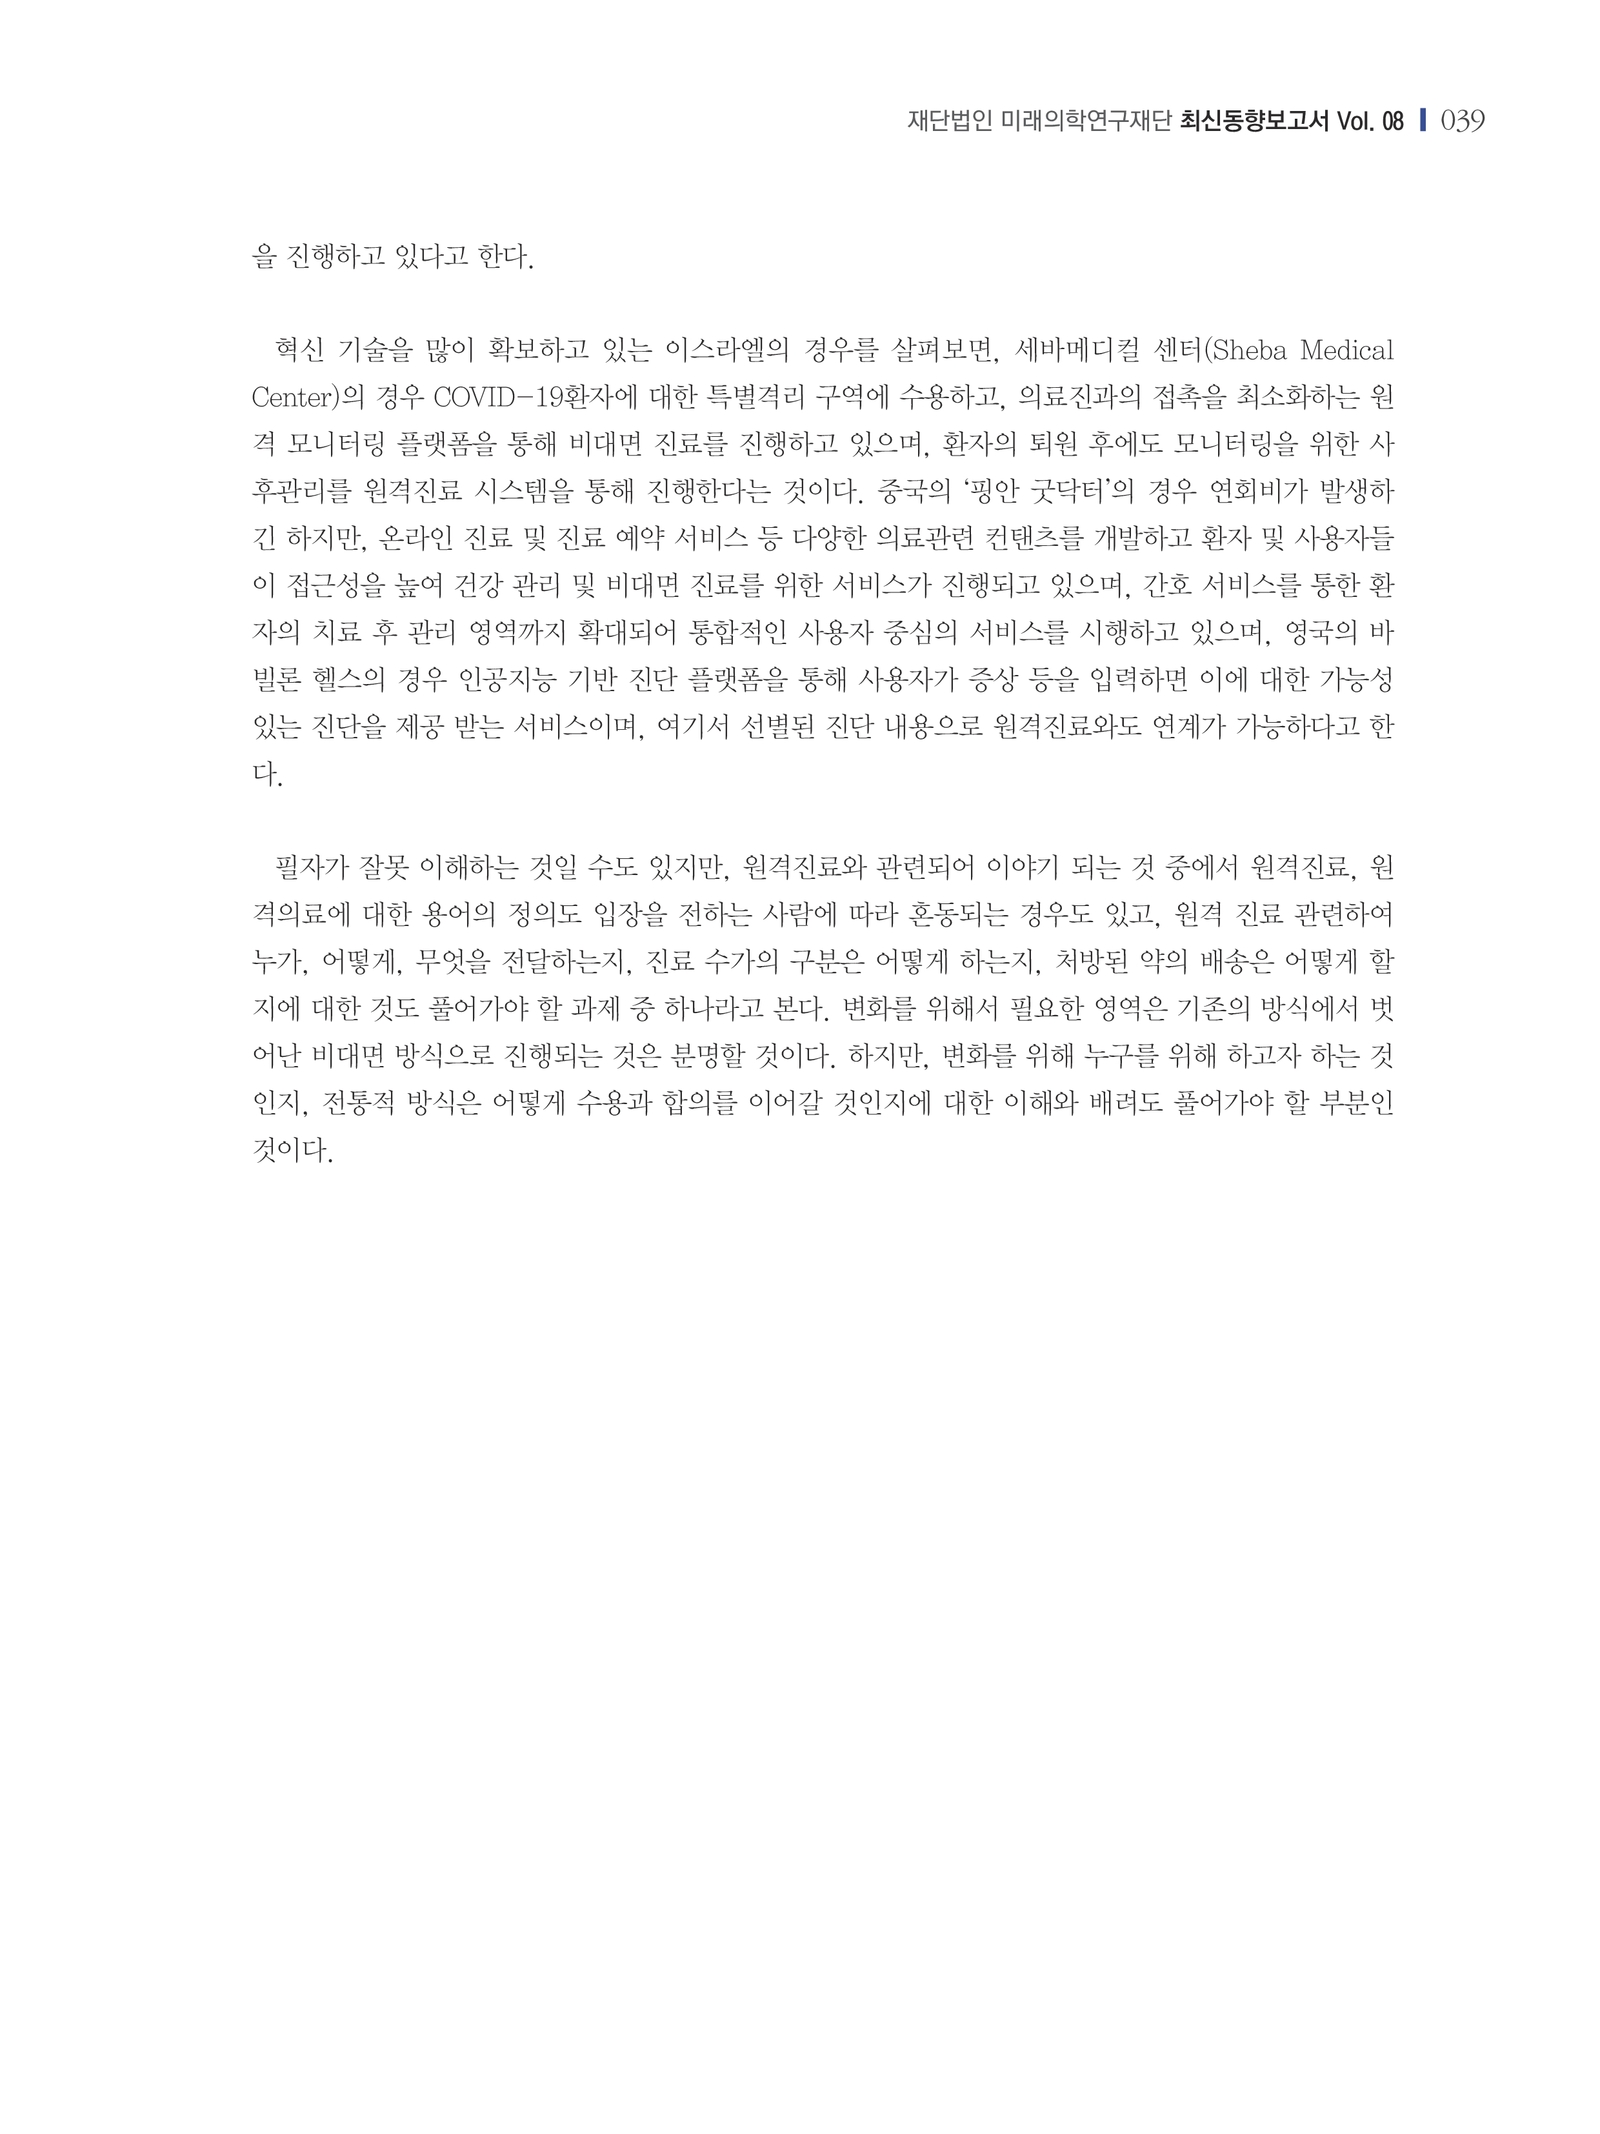 재단법인 미래의학연구재단 최신동향보고서 Vol. 08 039
을 진행하고 있다고 한다.
혁신 기술을 많이 확보하고 있는 이스라엘의 경우를 살펴보면, 세바메디컬 센터(Sheba Medical
Center)의 경우 COVID-19환자에 대한 특별격리 구역에 수용하고, 의료진과의 접촉을 최소화하는 원
격 모니터링 플랫폼을 통해 비대면 진료를 진행하고 있으며, 환자의 퇴원 후에도 모니터링을 위한 사
후관리를 원격진료 시스템을 통해 진행한다는 것이다. 중국의 ‘핑안 굿닥터’의 경우 연회비가 발생하
긴 하지만, 온라인 진료 및 진료 예약 서비스 등 다양한 의료관련 컨탠츠를 개발하고 환자 및 사용자들
이 접근성을 높여 건강 관리 및 비대면 진료를 위한 서비스가 진행되고 있으며, 간호 서비스를 통한 환
자의 치료 후 관리 영역까지 확대되어 통합적인 사용자 중심의 서비스를 시행하고 있으며, 영국의 바
빌론 헬스의 경우 인공지능 기반 진단 플랫폼을 통해 사용자가 증상 등을 입력하면 이에 대한 가능성
있는 진단을 제공 받는 서비스이며, 여기서 선별된 진단 내용으로 원격진료와도 연계가 가능하다고 한
다.
필자가 잘못 이해하는 것일 수도 있지만, 원격진료와 관련되어 이야기 되는 것 중에서 원격진료, 원
격의료에 대한 용어의 정의도 입장을 전하는 사람에 따라 혼동되는 경우도 있고, 원격 진료 관련하여
누가, 어떻게, 무엇을 전달하는지, 진료 수가의 구분은 어떻게 하는지, 처방된 약의 배송은 어떻게 할
지에 대한 것도 풀어가야 할 과제 중 하나라고 본다. 변화를 위해서 필요한 영역은 기존의 방식에서 벗
어난 비대면 방식으로 진행되는 것은 분명할 것이다. 하지만, 변화를 위해 누구를 위해 하고자 하는 것
인지, 전통적 방식은 어떻게 수용과 합의를 이어갈 것인지에 대한 이해와 배려도 풀어가야 할 부분인
것이다.